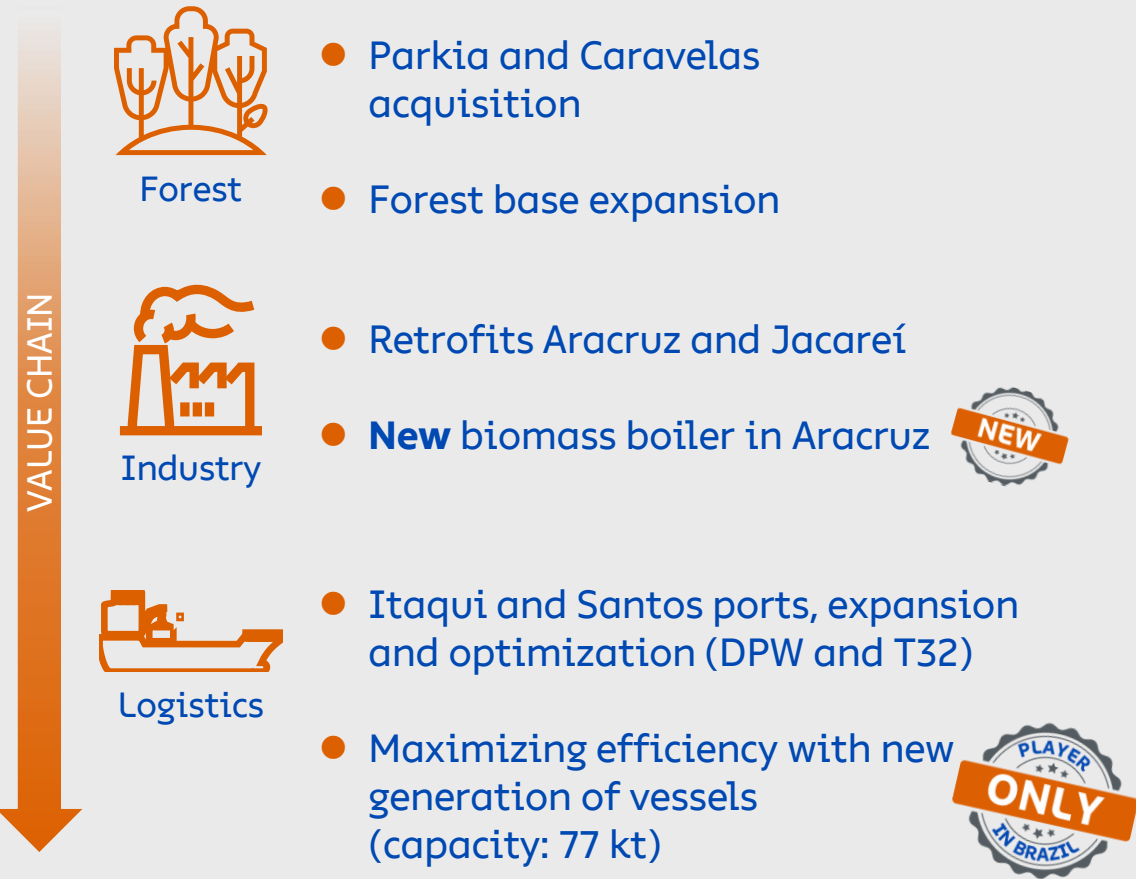 VALUE CHAIN
Forest
Parkia and Caravelas
acquisition
Forest base expansion
Industry
Retrofits Aracruz and Jacareí
New biomass boiler in Aracruz
NEW
Logistics
Itaqui and Santos ports, expansion
and optimization (DPW and T32)
Maximizing efficiency with new
generation of vessels
(capacity: 77 kt)
PLAYER
ONLY
IN BRAZIL